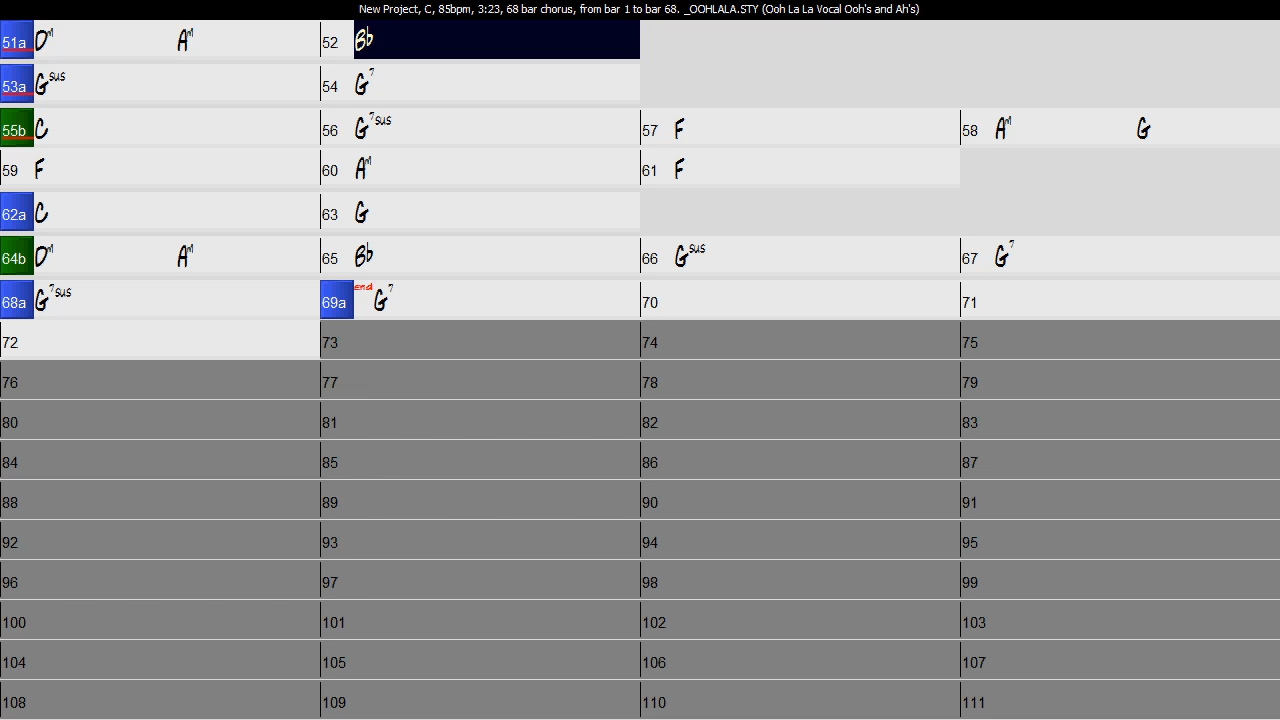 New Project, C, 85bpm, 3:23, 68 bar chorus, from bar 1 to bar 68. _OOHLALA.STY (Ooh La La Vocal Ooh's and Ah's)
51a Dm Am 52 Bb
53a Gsus 54 G7
55b C 56 G7sus 57 F 58 Am G
59 F 60 Am 61 F
62a C 63 G
64b Dm Am 65 Bb 66 Gsus 67 G7
68a G7sus 69a End G7 70 71
72 73 74 75
76 77 78 79
80 81 82 83
84 85 86 87
88 89 90 91
92 93 94 95
96 97 98 99
100 101 102 103
104 105 106 107
108 109 110 111